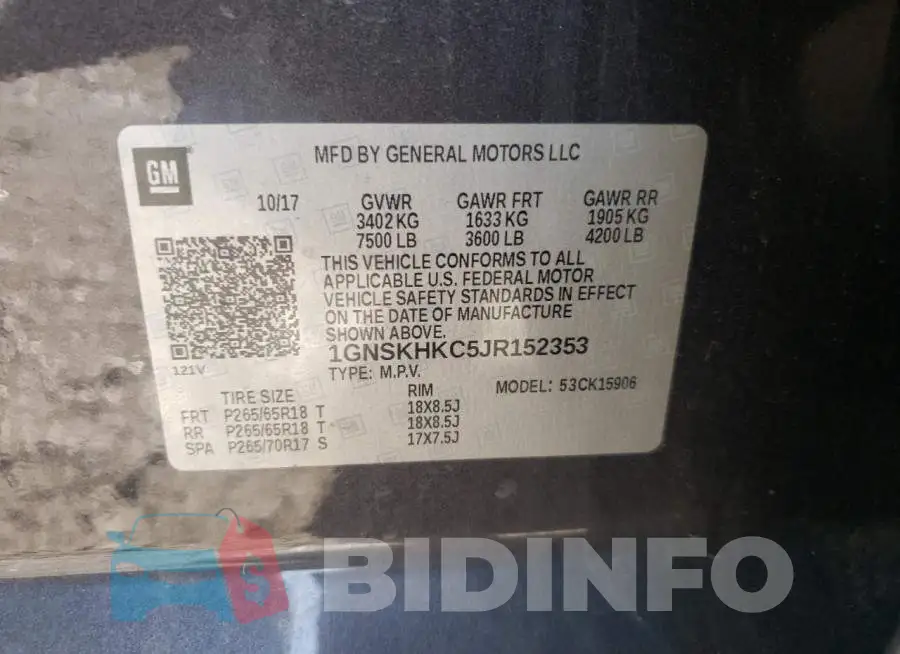 GM
MFD BY GENERAL MOTORS LLC
10/17 GVWR GAWR FRT GAWR RR
3402 KG 1633 KG 1905 KG
7500 LB 3600 LB 4200 LB
THIS VEHICLE CONFORMS TO ALL
APPLICABLE U.S. FEDERAL MOTOR
VEHICLE SAFETY STANDARDS IN EFFECT
ON THE DATE OF MANUFACTURE
SHOWN ABOVE.
1GNSKHKC5JR152353
121V
TYPE: M.P.V. MODEL: 53CK15906
TIRE SIZE RIM
FRT P265/65R18 T 18X8.5J
RR P265/65R18 T 18X8.5J
SPA P265/70R17 S 17X7.5J
$ BIDINFO